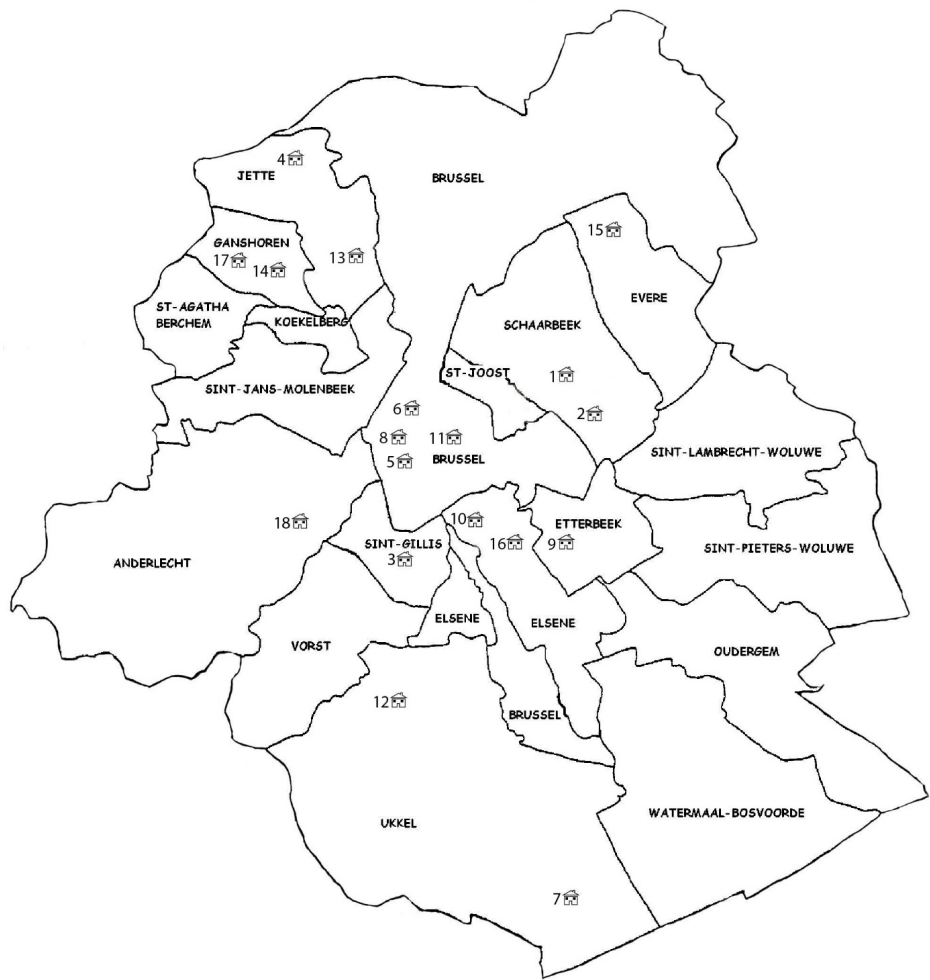 4
JETTE
BRUSSEL
15
GANSHOREN
17
14
13
ST-AGATHA
BERCHEM
EVERE
KOEKELBERG
SCHAARBEEK
ST-JOOST
1
SINT-JANS-MOLENBEEK
6
2
8
11
5
BRUSSEL
SINT-LAMBRECHT-WOLUWE
18
10
ETTERBEEK
SINT-GILLIS
16
9
3
SINT-PIETERS-WOLUWE
ANDERLECHT
ELSENE
ELSENE
VORST
OUDERGEM
12
BRUSSEL
UKKEL
WATERMAAL-BOSVOORDE
7